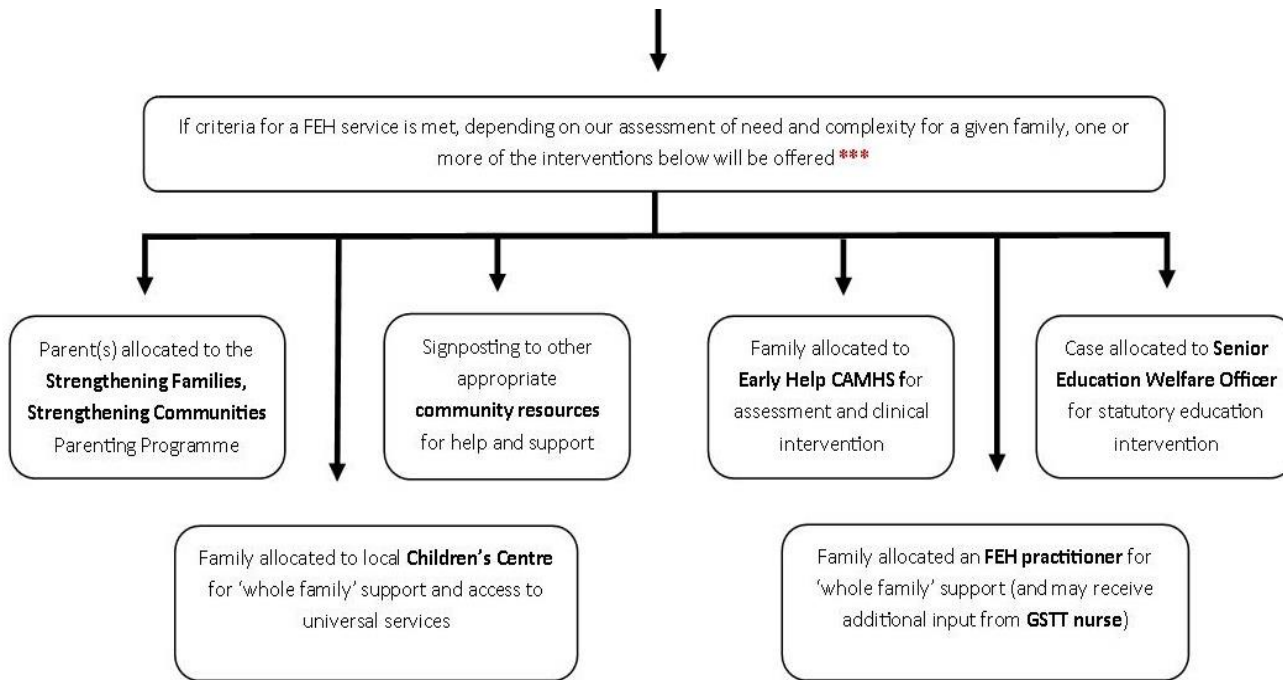 If criteria for a FEH service is met, depending on our assessment of need and complexity for a given family, one or
more of the interventions below will be offered ***
Parent(s) allocated to the
Strengthening Families,
Strengthening Communities
Parenting Programme
Signposting to other
appropriate
community resources
for help and support
Family allocated to
Early Help CAMHS for
assessment and clinical
intervention
Case allocated to Senior
Education Welfare Officer
for statutory education
intervention
Family allocated to local Children’s Centre
for ‘whole family’ support and access to
universal services
Family allocated an FEH practitioner for
‘whole family’ support (and may receive
additional input from GSTT nurse)